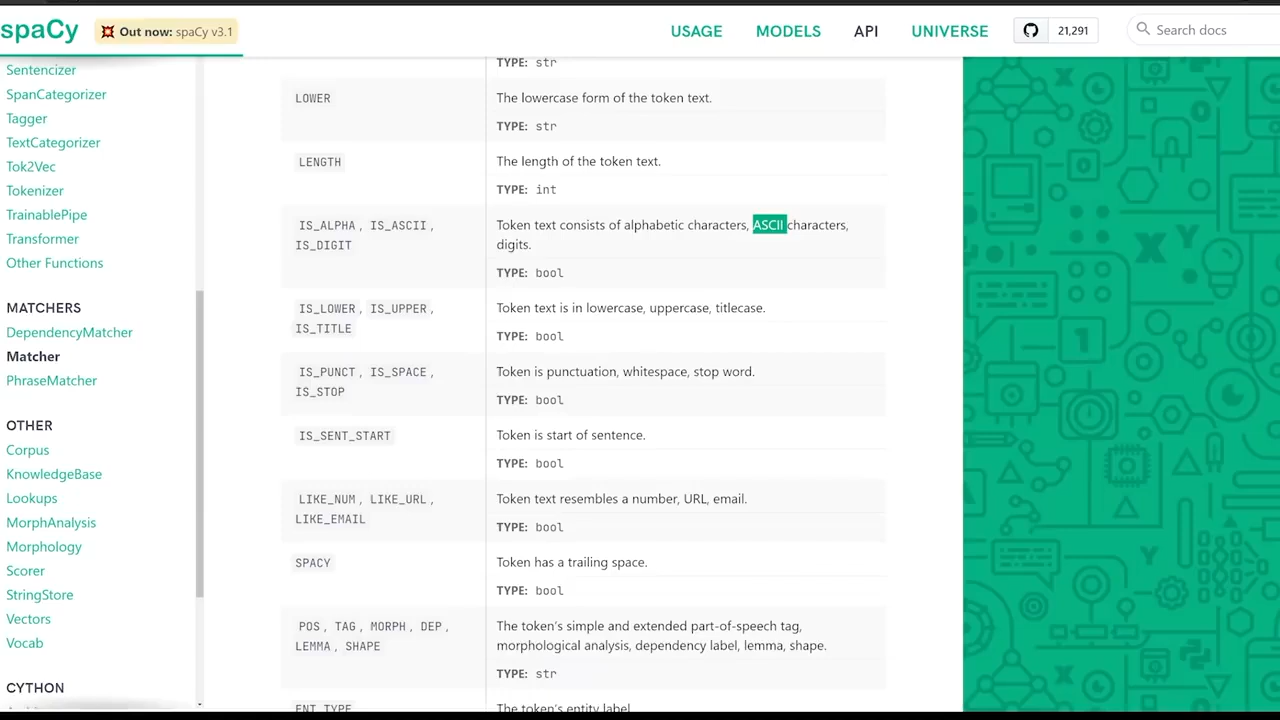 spaCy
Out now: spaCy v3.1
USAGE
MODELS
API
UNIVERSE
21,291
Search docs
Sentencizer
SpanCategorizer
Tagger
TextCategorizer
Tok2Vec
Tokenizer
TrainablePipe
Transformer
Other Functions
MATCHERS
DependencyMatcher
Matcher
PhraseMatcher
OTHER
Corpus
KnowledgeBase
Lookups
MorphAnalysis
Morphology
Scorer
StringStore
Vectors
Vocab
CYTHON
TYPE: str
LOWER
The lowercase form of the token text.
TYPE: str
LENGTH
The length of the token text.
TYPE: int
IS_ALPHA, IS_ASCII,
IS_DIGIT
Token text consists of alphabetic characters, ASCII characters,
digits.
TYPE: bool
IS_LOWER, IS_UPPER,
IS_TITLE
Token text is in lowercase, uppercase, titlecase.
TYPE: bool
IS_PUNCT, IS_SPACE,
IS_STOP
Token is punctuation, whitespace, stop word.
TYPE: bool
IS_SENT_START
Token is start of sentence.
TYPE: bool
LIKE_NUM, LIKE_URL,
LIKE_EMAIL
Token text resembles a number, URL, email.
TYPE: bool
SPACY
Token has a trailing space.
TYPE: bool
POS, TAG, MORPH, DEP,
LEMMA, SHAPE
The token's simple and extended part-of-speech tag,
morphological analysis, dependency label, lemma, shape.
TYPE: str
ENT_TYPE
The token's entity label